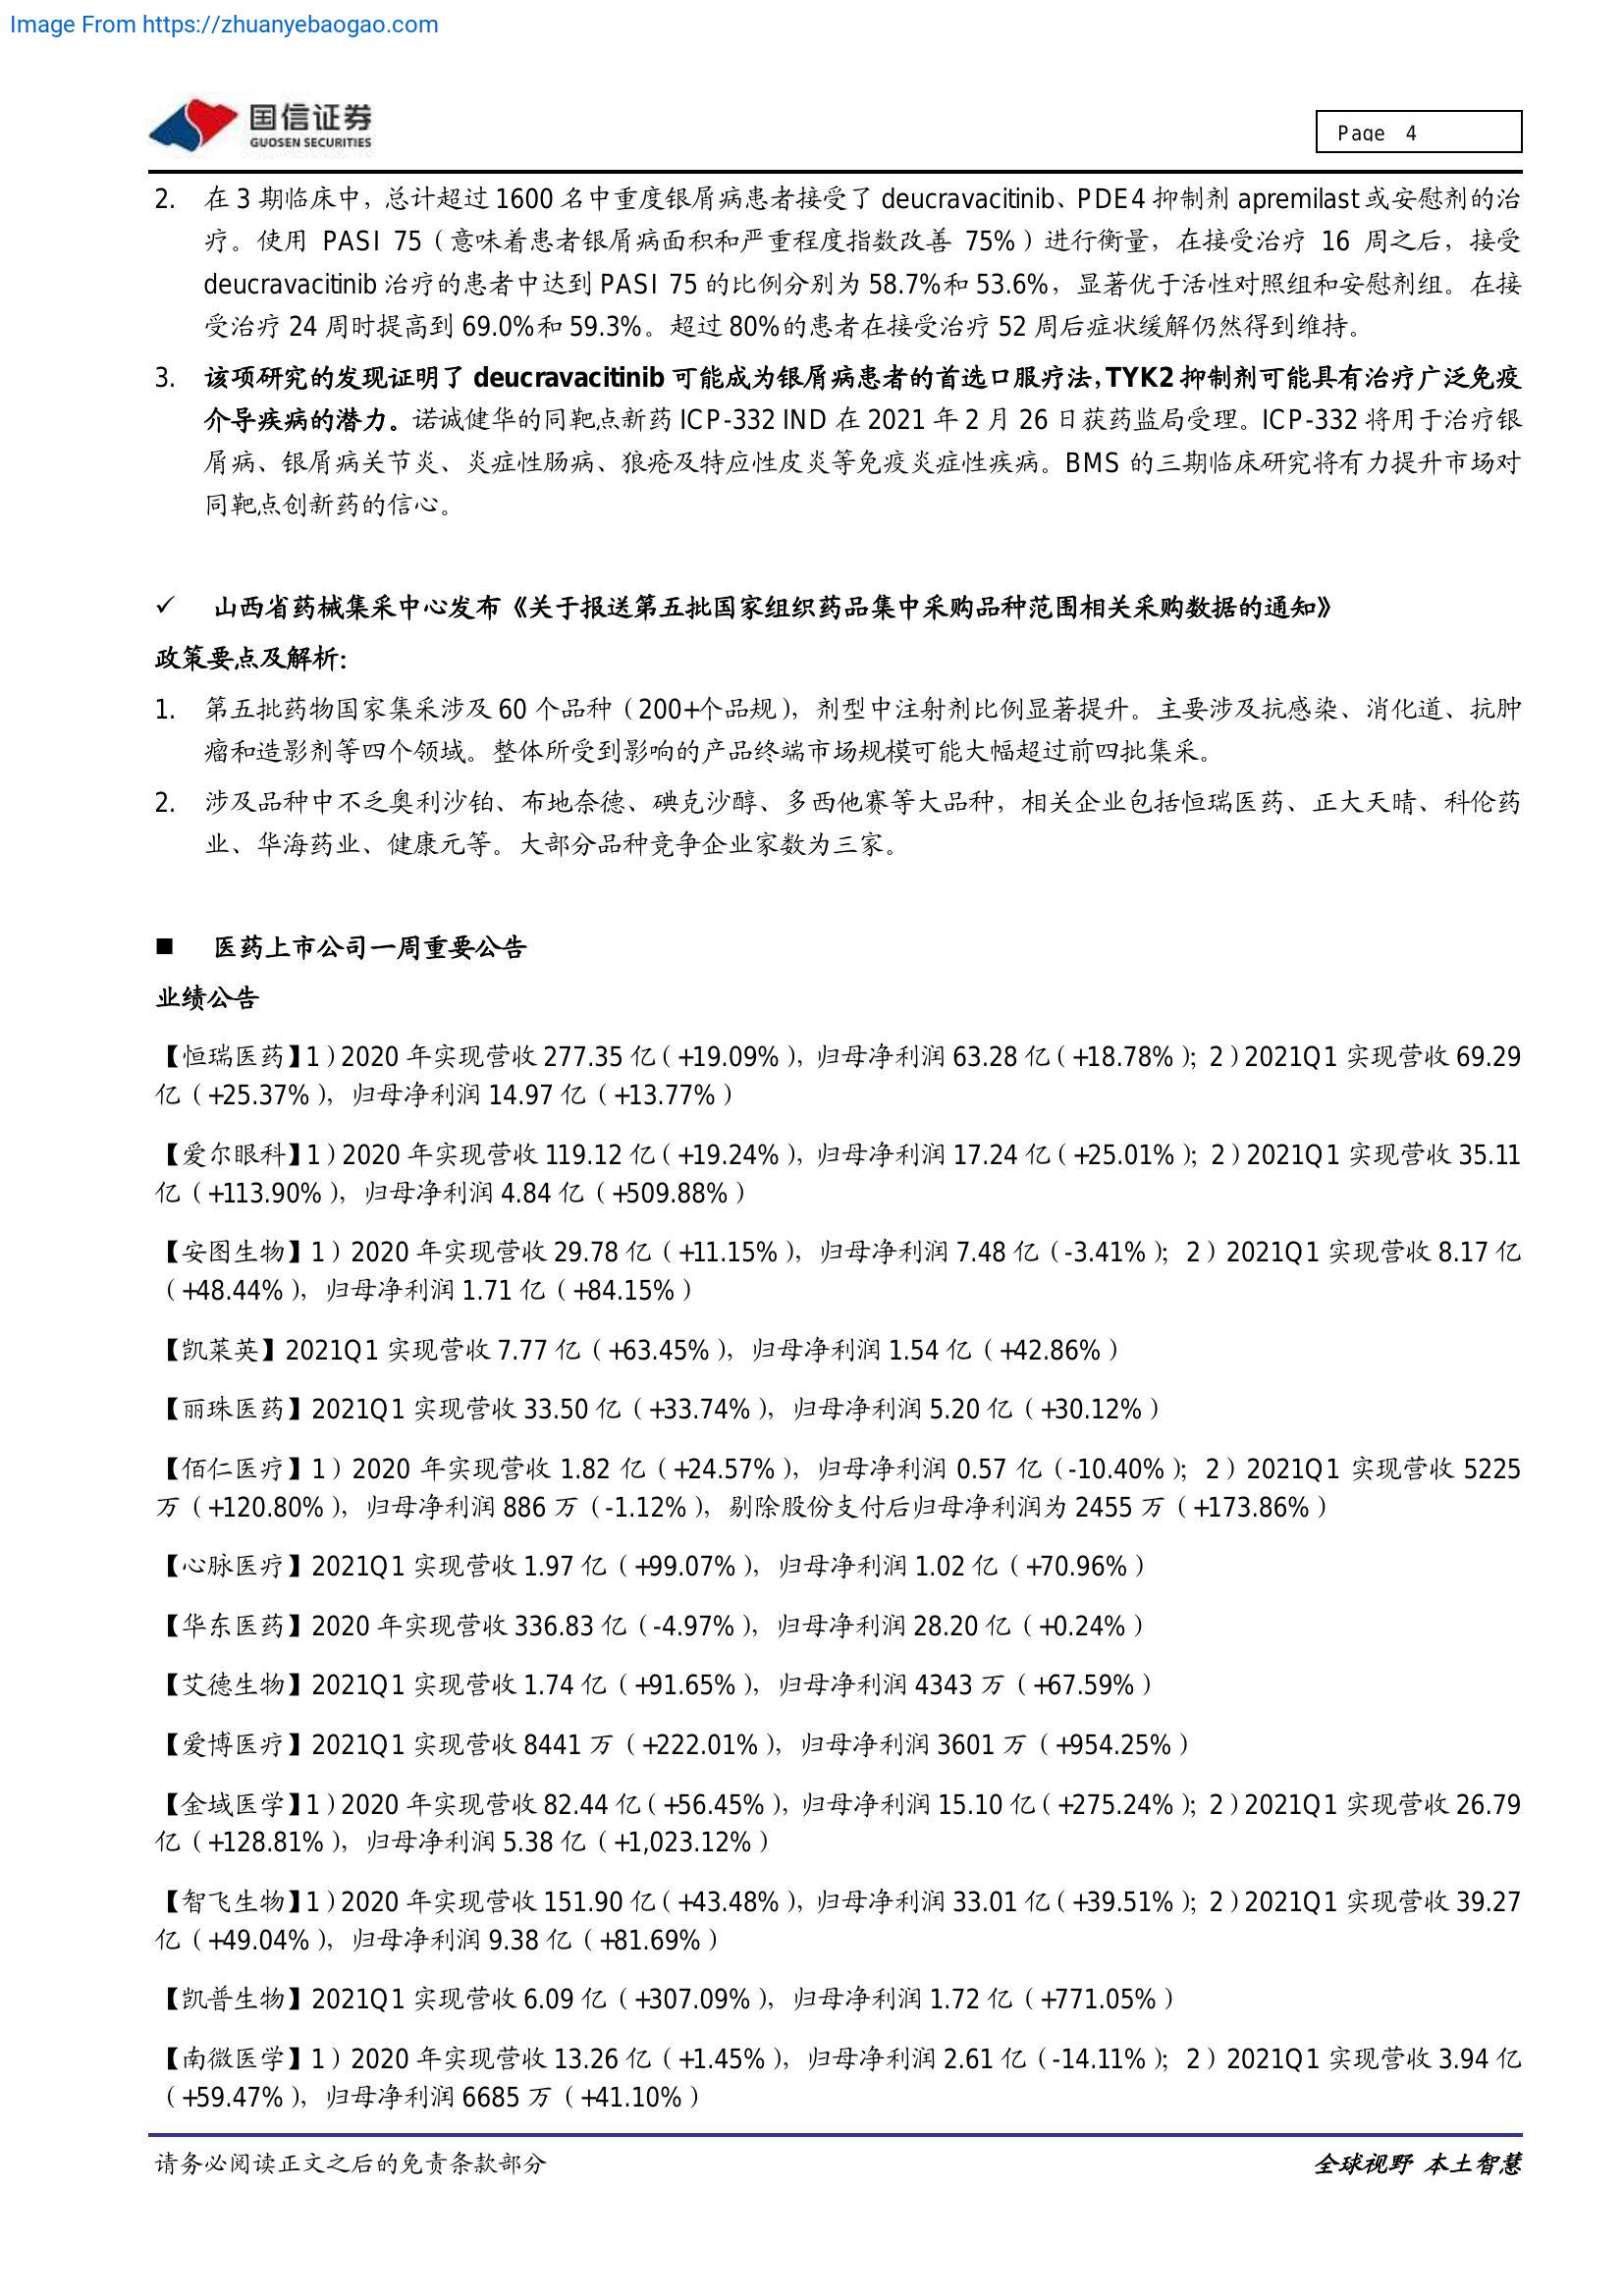 Image From https://zhuanyebaogao.com
国信证券
GUOSEN SECURITIES
Page 4
2. 在 3 期临床中，总计超过 1600 名中重度银屑病患者接受了 deucravacitinib、PDE4 抑制剂 apremilast 或安慰剂的治
疗。使用 PASI 75（意味着患者银屑病面积和严重程度指数改善 75%）进行衡量，在接受治疗 16 周之后，接受
deucravacitinib 治疗的患者中达到 PASI 75 的比例分别为 58.7%和 53.6%，显著优于活性对照组和安慰剂组。在接
受治疗 24 周时提高到 69.0%和 59.3%。超过 80%的患者在接受治疗 52 周后症状缓解仍然得到维持。
3. 该项研究的发现证明了 deucravacitinib 可能成为银屑病患者的首选口服疗法，TYK2 抑制剂可能具有治疗广泛免疫
介导疾病的潜力。诺诚健华的同靶点新药 ICP-332 IND 在 2021 年 2 月 26 日获药监局受理。ICP-332 将用于治疗银
屑病、银屑病关节炎、炎症性肠病、狼疮及特应性皮炎等免疫炎症性疾病。BMS 的三期临床研究将有力提升市场对
同靶点创新药的信心。
✓ 山西省药械集采中心发布《关于报送第五批国家组织药品集中采购品种范围相关采购数据的通知》
政策要点及解析：
1. 第五批药物国家集采涉及 60 个品种（200+个品规），剂型中注射剂比例显著提升。主要涉及抗感染、消化道、抗肿
瘤和造影剂等四个领域。整体所受到影响的产品终端市场规模可能大幅超过前四批集采。
2. 涉及品种中不乏奥利沙铂、布地奈德、碘克沙醇、多西他赛等大品种，相关企业包括恒瑞医药、正大天晴、科伦药
业、华海药业、健康元等。大部分品种竞争企业家数为三家。
■ 医药上市公司一周重要公告
业绩公告
【恒瑞医药】1）2020 年实现营收 277.35 亿（+19.09%），归母净利润 63.28 亿（+18.78%）；2）2021Q1 实现营收 69.29
亿（+25.37%），归母净利润 14.97 亿（+13.77%）
【爱尔眼科】1）2020 年实现营收 119.12 亿（+19.24%），归母净利润 17.24 亿（+25.01%）；2）2021Q1 实现营收 35.11
亿（+113.90%），归母净利润 4.84 亿（+509.88%）
【安图生物】1）2020 年实现营收 29.78 亿（+11.15%），归母净利润 7.48 亿（-3.41%）；2）2021Q1 实现营收 8.17 亿
（+48.44%），归母净利润 1.71 亿（+84.15%）
【凯莱英】2021Q1 实现营收 7.77 亿（+63.45%），归母净利润 1.54 亿（+42.86%）
【丽珠医药】2021Q1 实现营收 33.50 亿（+33.74%），归母净利润 5.20 亿（+30.12%）
【佰仁医疗】1）2020 年实现营收 1.82 亿（+24.57%），归母净利润 0.57 亿（-10.40%）；2）2021Q1 实现营收 5225
万（+120.80%），归母净利润 886 万（-1.12%），剔除股份支付后归母净利润为 2455 万（+173.86%）
【心脉医疗】2021Q1 实现营收 1.97 亿（+99.07%），归母净利润 1.02 亿（+70.96%）
【华东医药】2020 年实现营收 336.83 亿（-4.97%），归母净利润 28.20 亿（+0.24%）
【艾德生物】2021Q1 实现营收 1.74 亿（+91.65%），归母净利润 4343 万（+67.59%）
【爱博医疗】2021Q1 实现营收 8441 万（+222.01%），归母净利润 3601 万（+954.25%）
【金域医学】1）2020 年实现营收 82.44 亿（+56.45%），归母净利润 15.10 亿（+275.24%）；2）2021Q1 实现营收 26.79
亿（+128.81%），归母净利润 5.38 亿（+1,023.12%）
【智飞生物】1）2020 年实现营收 151.90 亿（+43.48%），归母净利润 33.01 亿（+39.51%）；2）2021Q1 实现营收 39.27
亿（+49.04%），归母净利润 9.38 亿（+81.69%）
【凯普生物】2021Q1 实现营收 6.09 亿（+307.09%），归母净利润 1.72 亿（+771.05%）
【南微医学】1）2020 年实现营收 13.26 亿（+1.45%），归母净利润 2.61 亿（-14.11%）；2）2021Q1 实现营收 3.94 亿
（+59.47%），归母净利润 6685 万（+41.10%）
请务必阅读正文之后的免责条款部分
全球视野 本土智慧